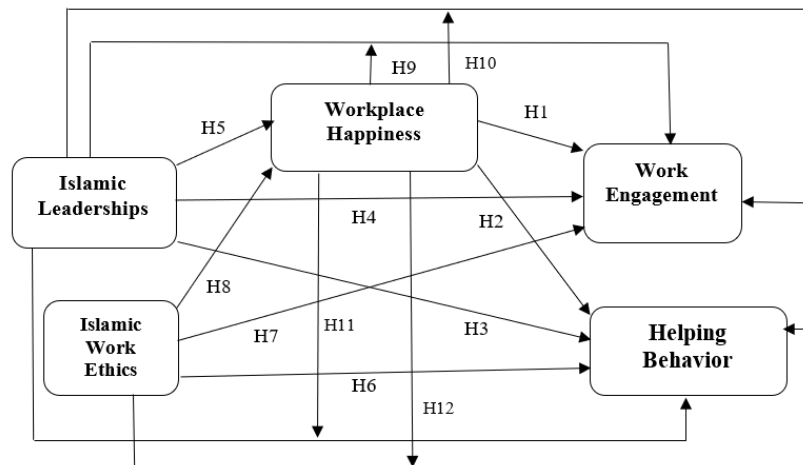 H9
H10
Workplace
Happiness
H5
H1
Islamic
Leaderships
Work
Engagement
H4
H2
H8
Islamic
Work
Ethics
H7
H11
H3
Helping
Behavior
H6
H12